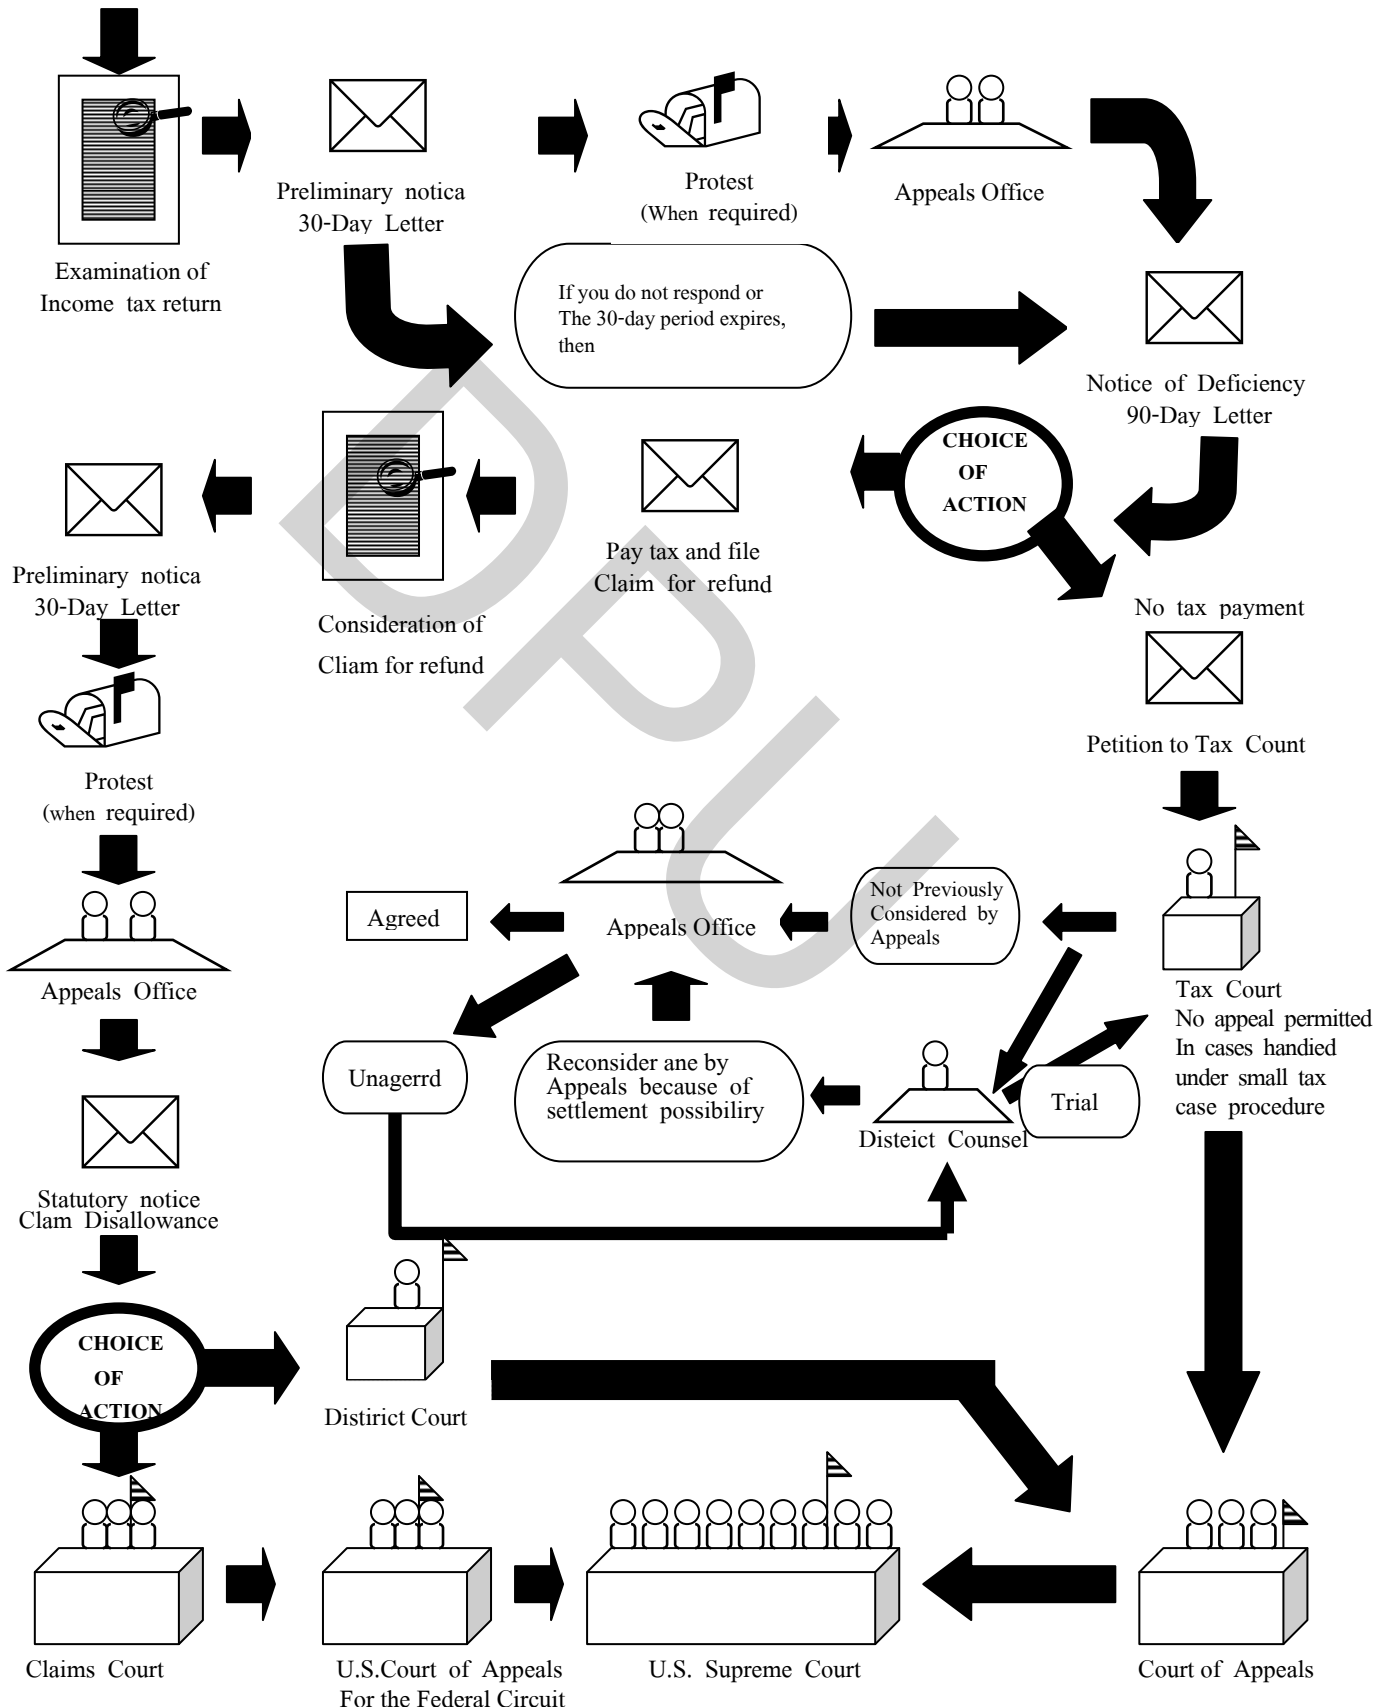 Preliminary notica
30-Day Letter
Protest
(When required)
Appeals Office
Examination of
Income tax return
If you do not respond or
The 30-day period expires,
then
Notice of Deficiency
90-Day Letter
CHOICE
OF
ACTION
Pay tax and file
Claim for refund
Consideration of
Cliam for refund
Preliminary notica
30-Day Letter
No tax payment
Petition to Tax Count
Protest
(when required)
Appeals Office
Not Previously
Considered by
Appeals
Appeals Office
Agreed
Tax Court
No appeal permitted
In cases handied
under small tax
case procedure
Unagerrd
Reconsider ane by
Appeals because of
settlement possibiliry
Disteict Counsel
Trial
Statutory notice
Clam Disallowance
CHOICE
OF
ACTION
Distirict Court
Claims Court
U.S.Court of Appeals
For the Federal Circuit
U.S. Supreme Court
Court of Appeals
DPU